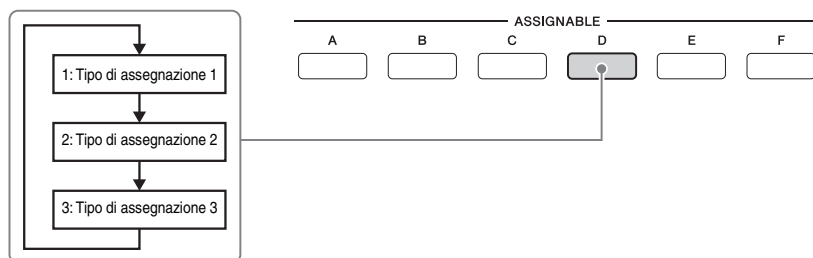 ASSIGNABLE
A B C D E F
1: Tipo di assegnazione 1
2: Tipo di assegnazione 2
3: Tipo di assegnazione 3